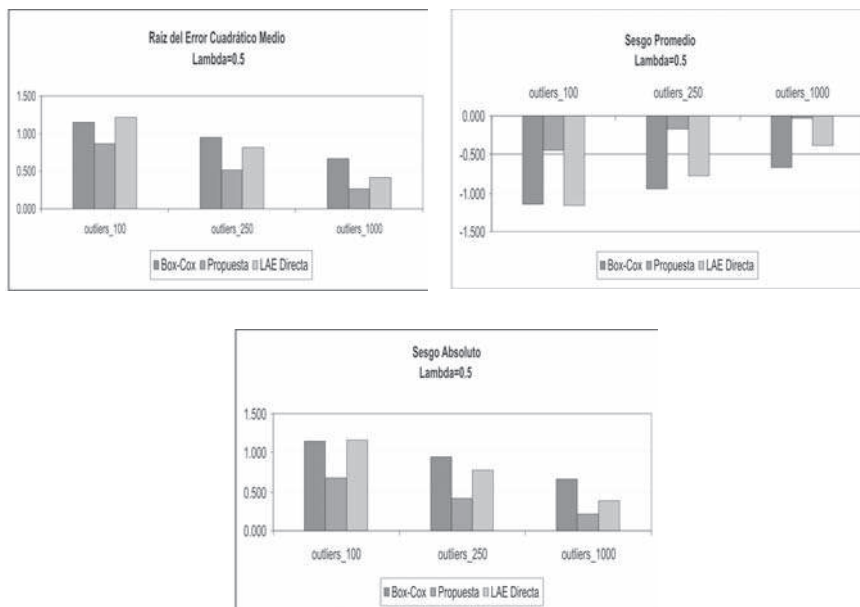 Raíz del Error Cuadrático Medio
Lambda=0.5
1.500
1.000
0.500
0.000
outliers_100 outliers_250 outliers_1000
Box-Cox Propuesta LAE Directa
Sesgo Promedio
Lambda=0.5
outliers_100 outliers_250 outliers_1000
0.000
-0.500
-1.000
-1.500
Box-Cox Propuesta LAE Directa
Sesgo Absoluto
Lambda=0.5
1.500
1.000
0.500
0.000
outliers_100 outliers_250 outliers_1000
Box-Cox Propuesta LAE Directa